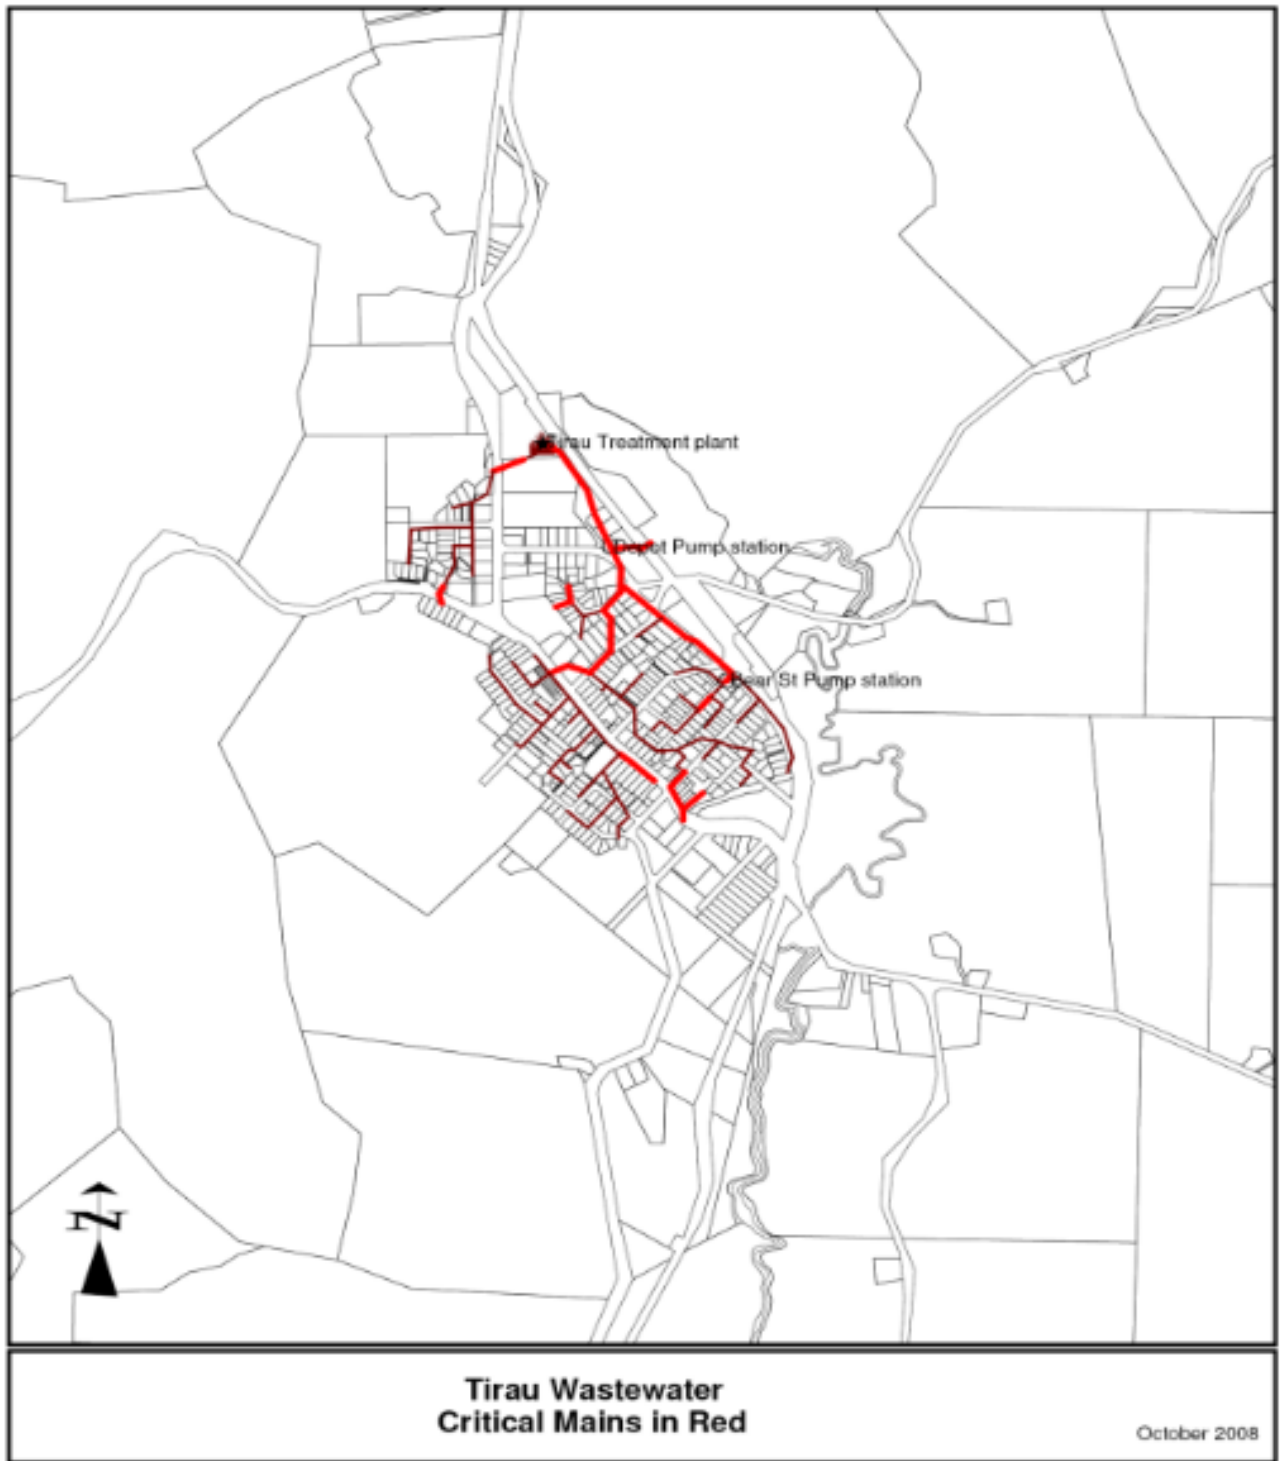 Tirau Treatment plant
Depot Pump station
Bear St Pump station
N
Tirau Wastewater
Critical Mains in Red
October 2008